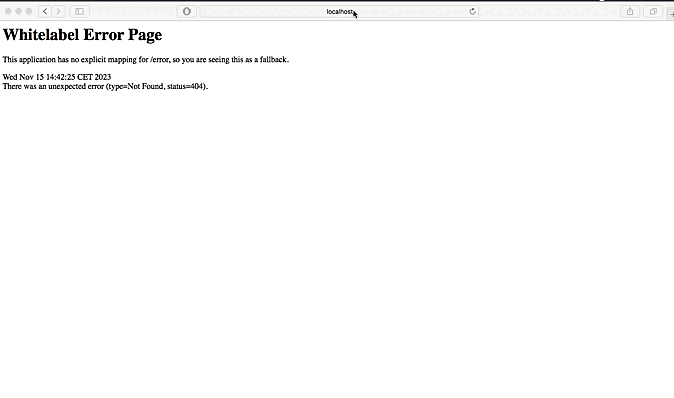 localhost
Whitelabel Error Page
This application has no explicit mapping for /error, so you are seeing this as a fallback.
Wed Nov 15 14:42:25 CET 2023
There was an unexpected error (type=Not Found, status=404).